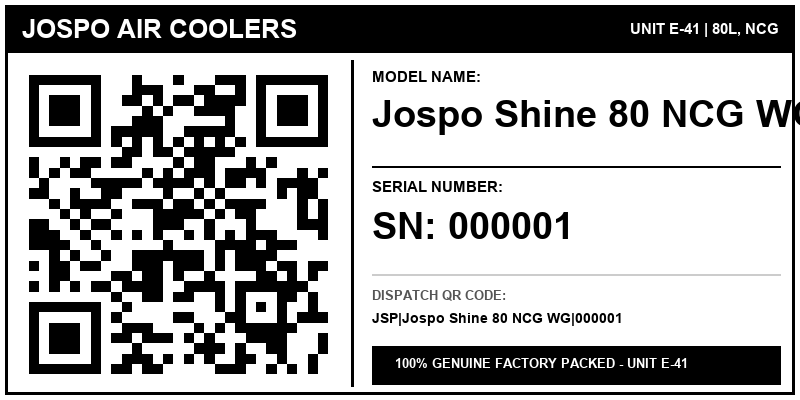 JOSPO AIR COOLERS
UNIT E-41 | 80L, NCG
MODEL NAME:
Jospo Shine 80 NCG
SERIAL NUMBER:
SN: 000001
DISPATCH QR CODE:
JSP|Jospo Shine 80 NCG WG|000001
100% GENUINE FACTORY PACKED - UNIT E-41